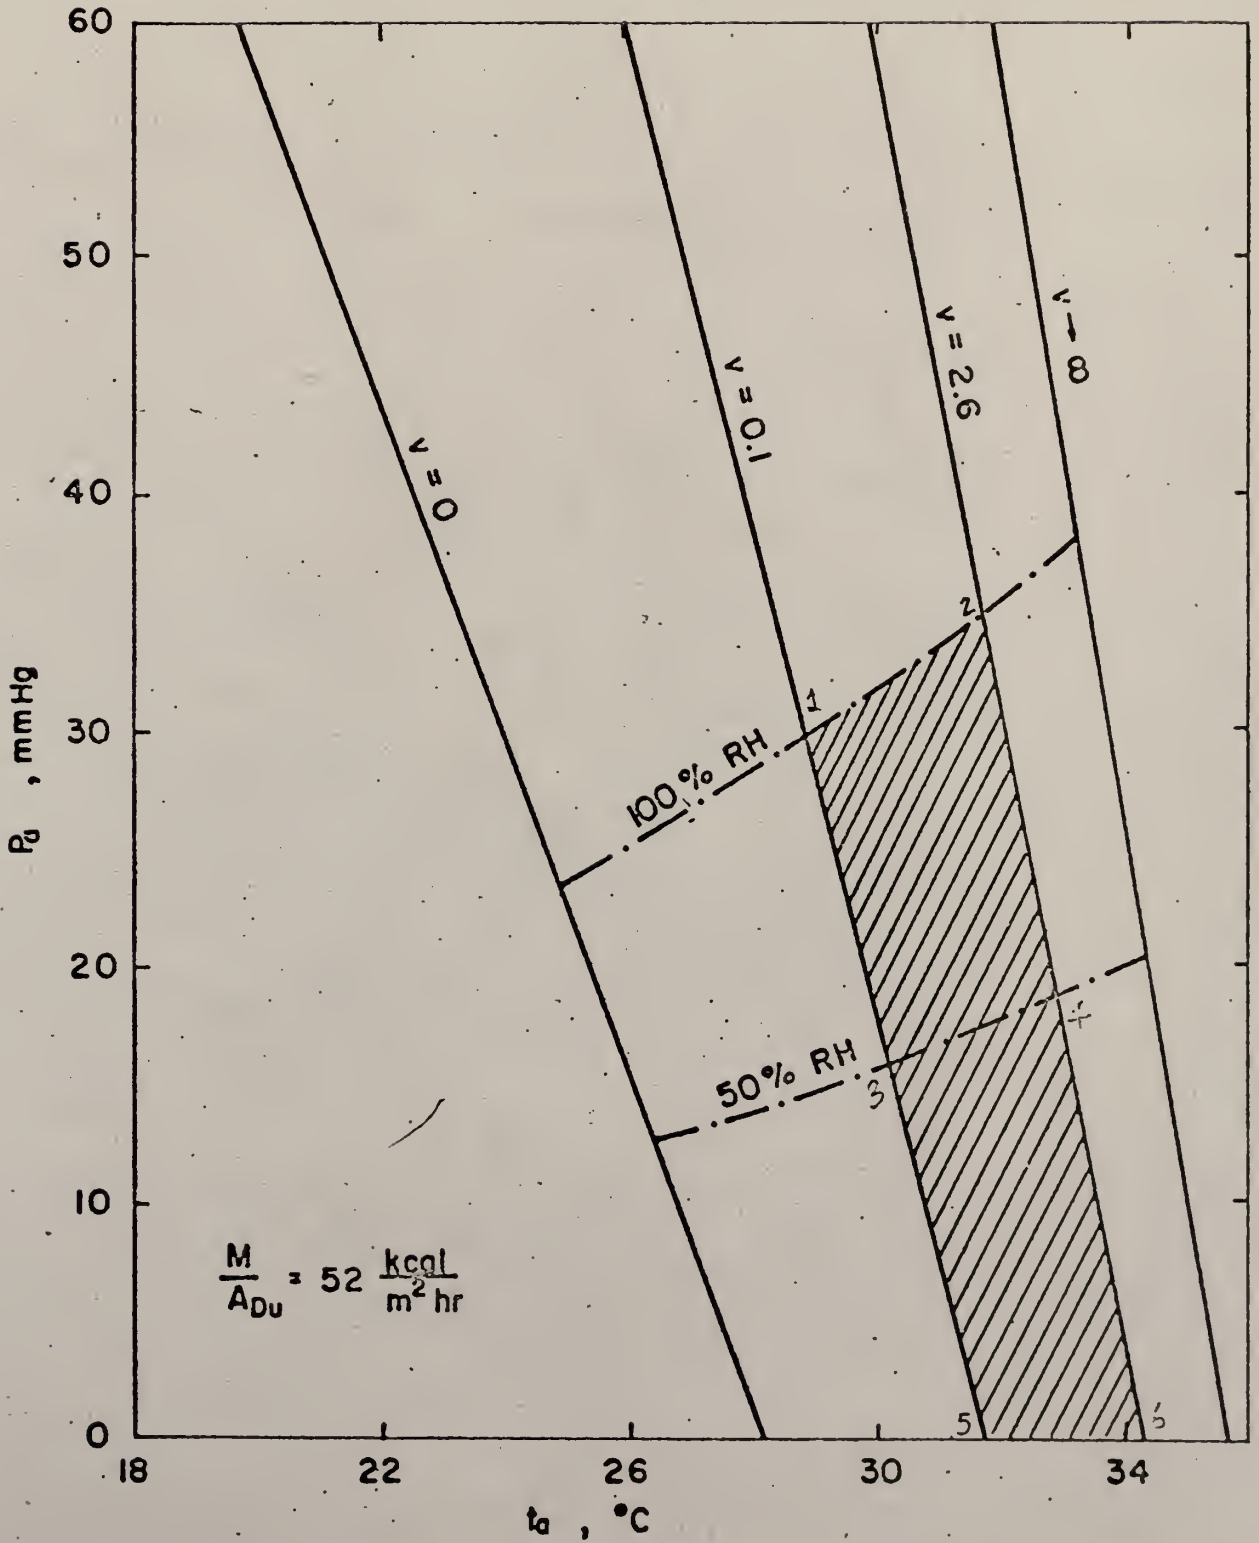 60
50
40
30
20
10
0
Pa , mmHg
18
22
26
30
34
ta , °C
v = 0
v = 0.1
v = 2.6
v → ∞
100% RH
50% RH
1
2
3
4
5
6
M/ADu = 52 kcal/m² hr